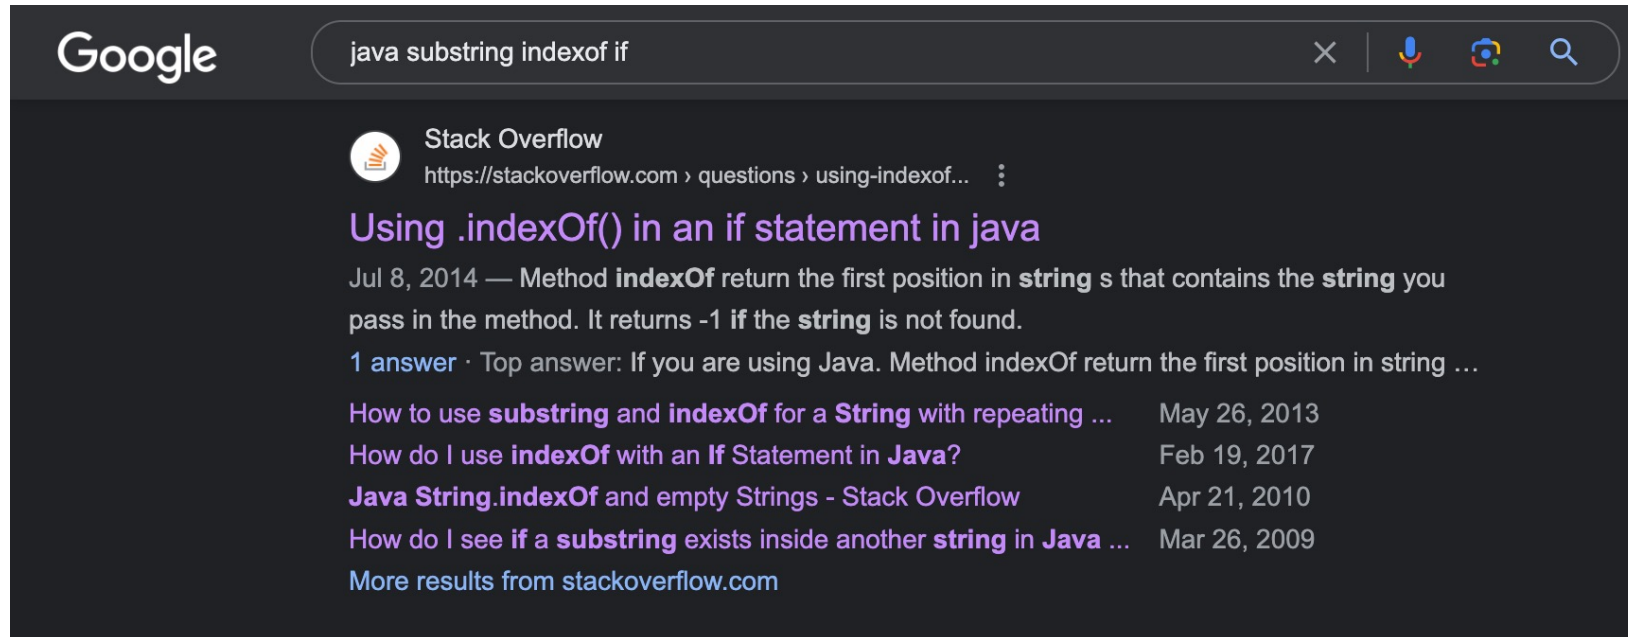 Google
java substring indexof if
Stack Overflow
https://stackoverflow.com › questions › using-indexof...
Using .indexOf() in an if statement in java
Jul 8, 2014 — Method indexOf return the first position in string s that contains the string you
pass in the method. It returns -1 if the string is not found.
1 answer · Top answer: If you are using Java. Method indexOf return the first position in string …
How to use substring and indexOf for a String with repeating ... May 26, 2013
How do I use indexOf with an If Statement in Java? Feb 19, 2017
Java String.indexOf and empty Strings - Stack Overflow Apr 21, 2010
How do I see if a substring exists inside another string in Java ... Mar 26, 2009
More results from stackoverflow.com